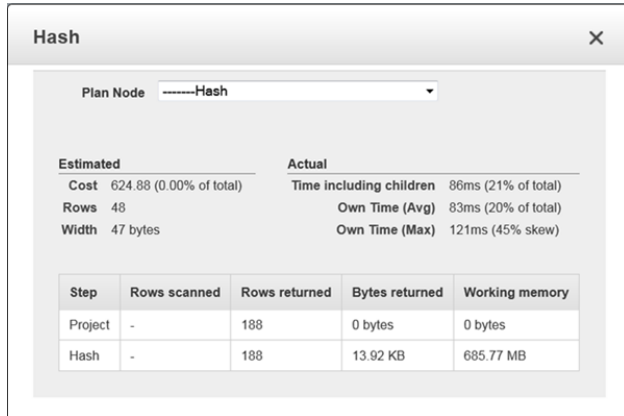 Hash
Plan Node -------Hash
Estimated Actual
Cost 624.88 (0.00% of total) Time including children 86ms (21% of total)
Rows 48 Own Time (Avg) 83ms (20% of total)
Width 47 bytes Own Time (Max) 121ms (45% skew)
Step Rows scanned Rows returned Bytes returned Working memory
Project - 188 0 bytes 0 bytes
Hash - 188 13.92 KB 685.77 MB